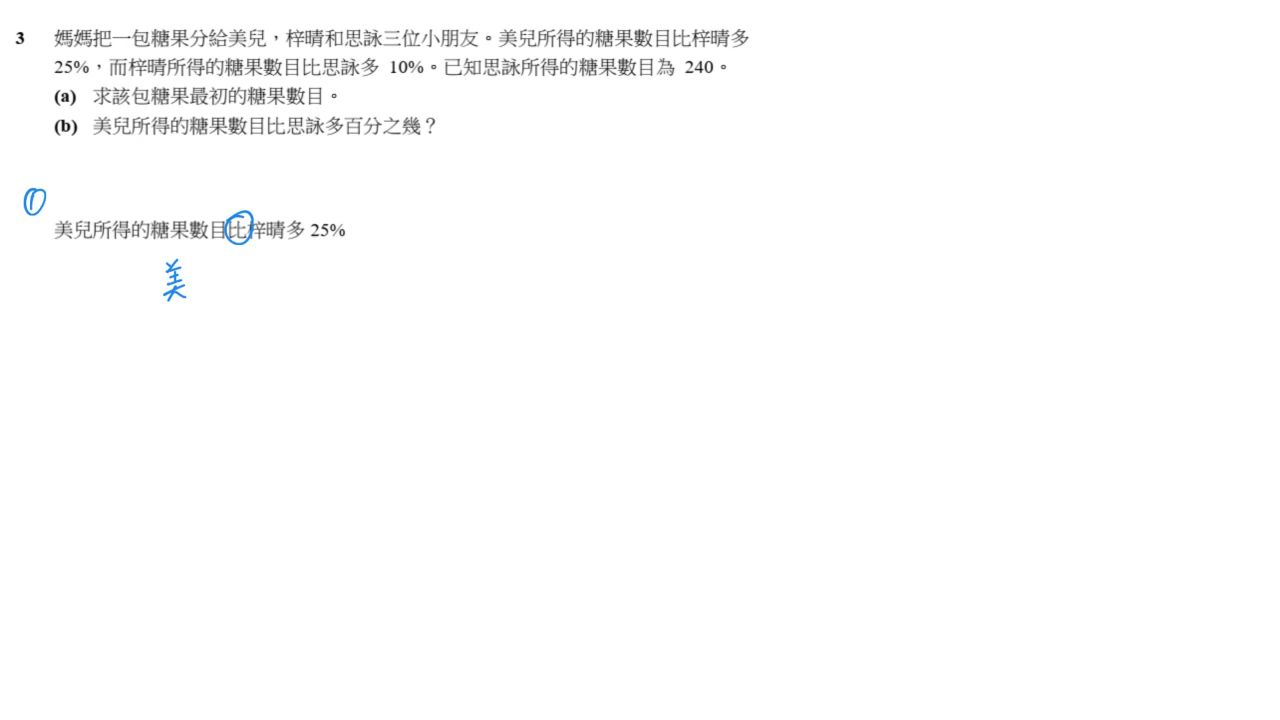 3 媽媽把一包糖果分給美兒，梓晴和思詠三位小朋友。美兒所得的糖果數目比梓晴多
25%，而梓晴所得的糖果數目比思詠多 10%。已知思詠所得的糖果數目為 240。
(a) 求該包糖果最初的糖果數目。
(b) 美兒所得的糖果數目比思詠多百分之幾？
①
美兒所得的糖果數目比梓晴多 25%
美